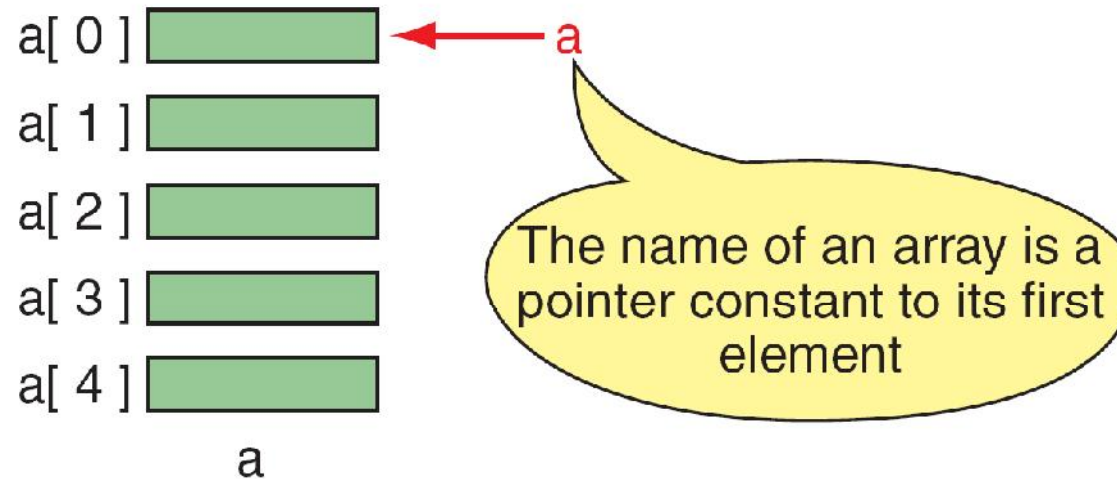 a[ 0 ] a
a[ 1 ]
a[ 2 ]
a[ 3 ]
a[ 4 ]
a
The name of an array is a
pointer constant to its first
element